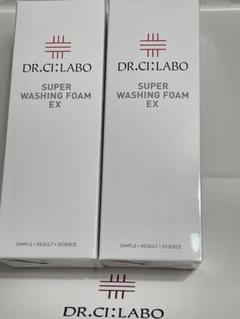 DR.CI:LABO
SUPER
WASHING FOAM
EX
SIMPLE • RESULT • SCIENCE
DR.CI:LABO
SUPER
WASHING FOAM
EX
SIMPLE • RESULT • SCIENCE
DR.CI:LABO